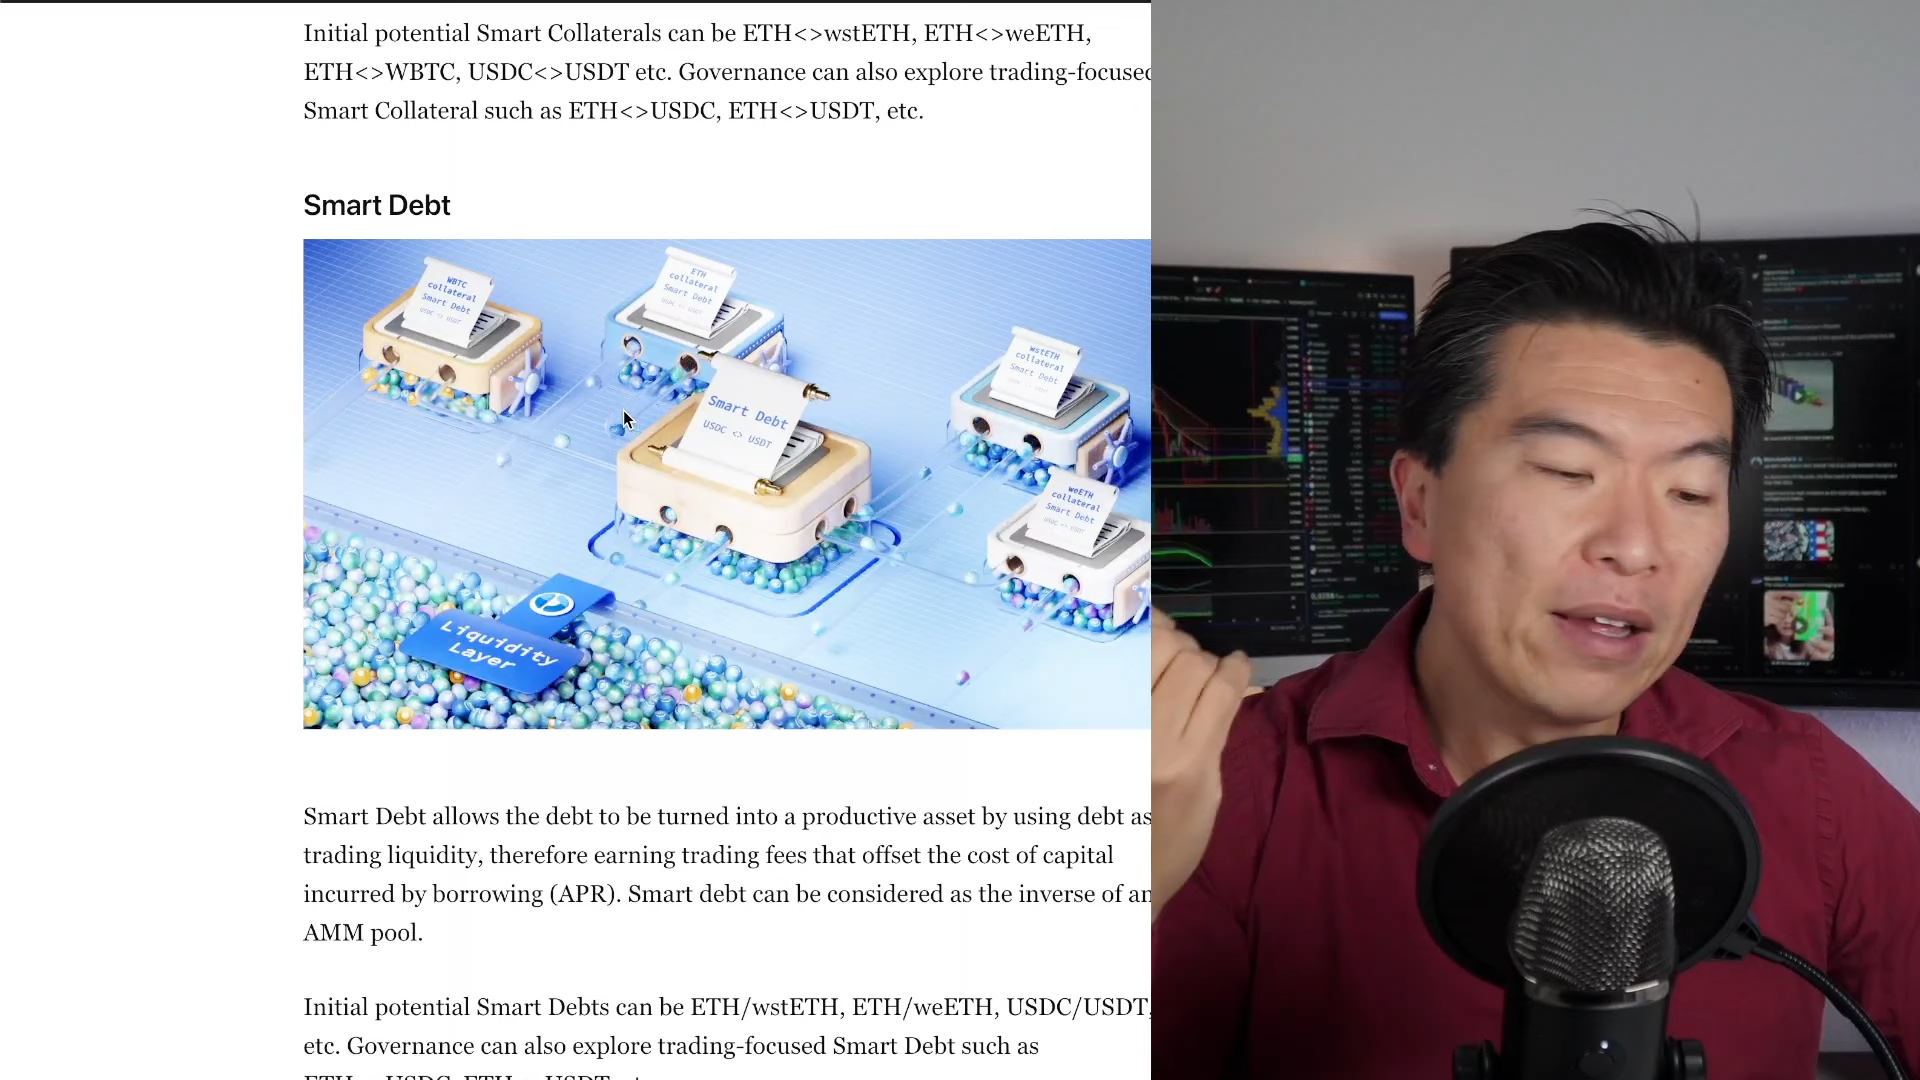 Initial potential Smart Collaterals can be ETH<>wstETH, ETH<>weETH,
ETH<>WBTC, USDC<>USDT etc. Governance can also explore trading-focused
Smart Collateral such as ETH<>USDC, ETH<>USDT, etc.
Smart Debt
WBTC
collateral
Smart Debt
USDC <> USDT
ETH
collateral
Smart Debt
USDC <> USDT
wstETH
collateral
Smart Debt
Smart Debt
USDC <> USDT
weETH
collateral
Smart Debt
USDC <> USDT
Liquidity
Layer
Smart Debt allows the debt to be turned into a productive asset by using debt as
trading liquidity, therefore earning trading fees that offset the cost of capital
incurred by borrowing (APR). Smart debt can be considered as the inverse of an
AMM pool.
Initial potential Smart Debts can be ETH/wstETH, ETH/weETH, USDC/USDT,
etc. Governance can also explore trading-focused Smart Debt such as